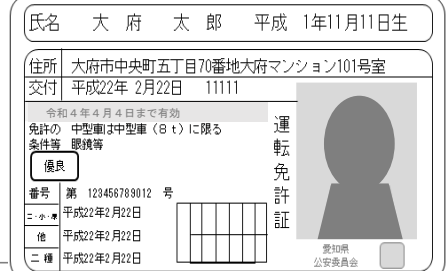 氏名 大府 太郎 平成 1年11月11日生
住所 大府市中央町五丁目70番地大府マンション101号室
交付 平成22年 2月22日 11111
令和4年4月4日まで有効
免許の 中型車は中型車(8t)に限る
条件等 眼鏡等
優良
番号 第 123456789012 号
二・小・原 平成22年2月22日
他 平成22年2月22日
二種 平成22年2月22日
運転免許証
愛知県
公安委員会